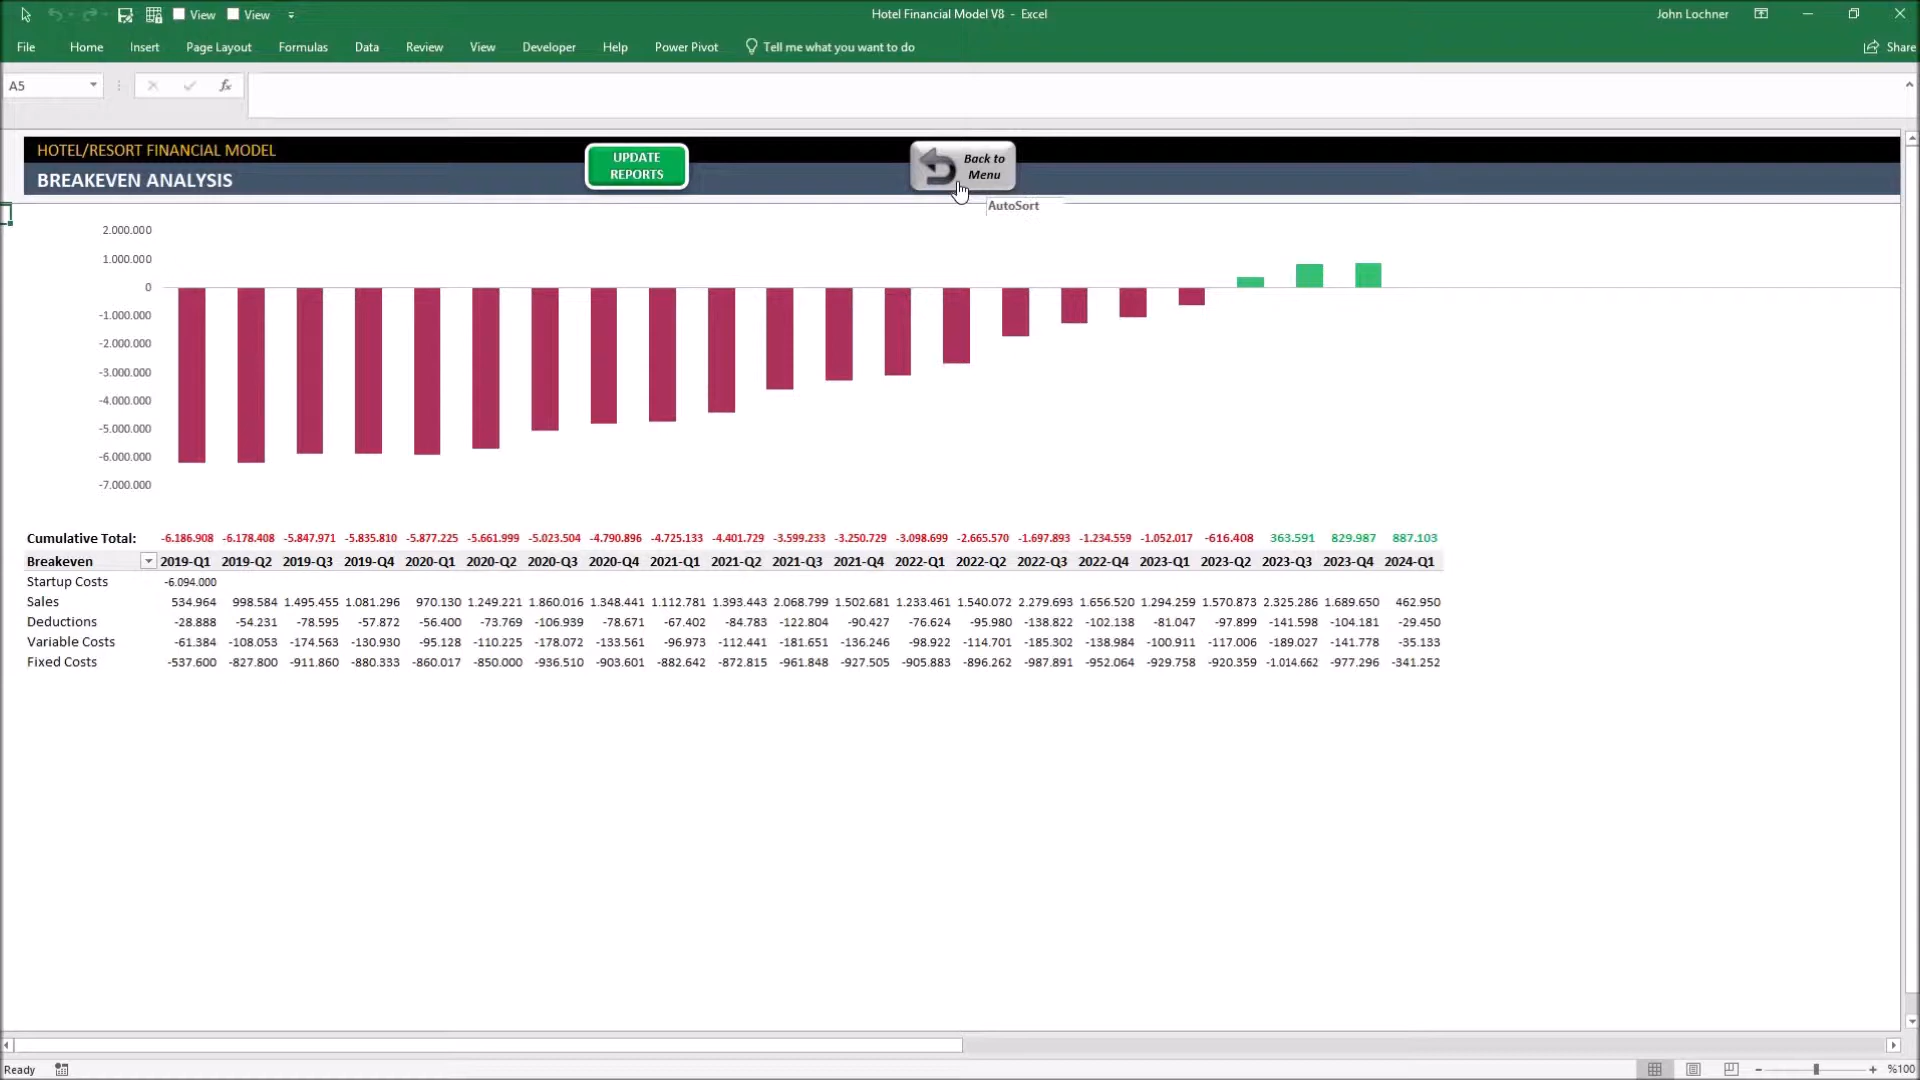 View View
Hotel Financial Model V8 - Excel
John Lochner
File Home Insert Page Layout Formulas Data Review View Developer Help Power Pivot Tell me what you want to do
Share
A5
fx
HOTEL/RESORT FINANCIAL MODEL
BREAKEVEN ANALYSIS
UPDATE
REPORTS
Back to
Menu
AutoSort
2.000.000
1.000.000
0
-1.000.000
-2.000.000
-3.000.000
-4.000.000
-5.000.000
-6.000.000
-7.000.000
Cumulative Total: -6.186.908 -6.178.408 -5.847.971 -5.835.810 -5.877.225 -5.661.999 -5.023.504 -4.790.896 -4.725.133 -4.401.729 -3.599.233 -3.250.729 -3.098.699 -2.665.570 -1.697.893 -1.234.559 -1.052.017 -616.408 363.591 829.987 887.103
Breakeven 2019-Q1 2019-Q2 2019-Q3 2019-Q4 2020-Q1 2020-Q2 2020-Q3 2020-Q4 2021-Q1 2021-Q2 2021-Q3 2021-Q4 2022-Q1 2022-Q2 2022-Q3 2022-Q4 2023-Q1 2023-Q2 2023-Q3 2023-Q4 2024-Q1
Startup Costs -6.094.000
Sales 534.964 998.584 1.495.455 1.081.296 970.130 1.249.221 1.860.016 1.348.441 1.112.781 1.393.443 2.068.799 1.502.681 1.233.461 1.540.072 2.279.693 1.656.520 1.294.259 1.570.873 2.325.286 1.689.650 462.950
Deductions -28.888 -54.231 -78.595 -57.872 -56.400 -73.769 -106.939 -78.671 -67.402 -84.783 -122.804 -90.427 -76.624 -95.980 -138.822 -102.138 -81.047 -97.899 -141.598 -104.181 -29.450
Variable Costs -61.384 -108.053 -174.563 -130.930 -95.128 -110.225 -178.072 -133.561 -96.973 -112.441 -181.651 -136.246 -98.922 -114.701 -185.302 -138.984 -100.911 -117.006 -189.027 -141.778 -35.133
Fixed Costs -537.600 -827.800 -911.860 -880.333 -860.017 -850.000 -936.510 -903.601 -882.642 -872.815 -961.848 -927.505 -905.883 -896.262 -987.891 -952.064 -929.758 -920.359 -1.014.662 -977.296 -341.252
Ready
%100